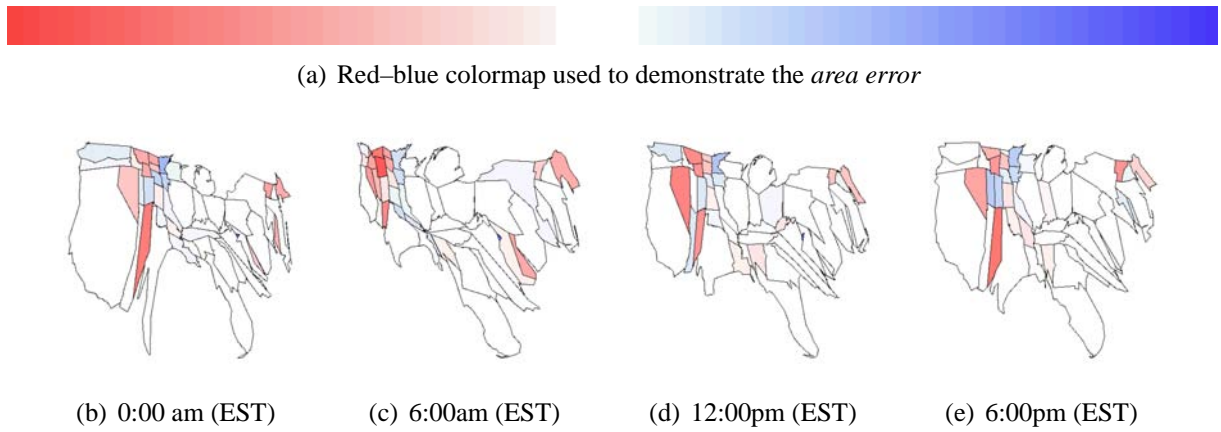 (a) Red–blue colormap used to demonstrate the area error
(b) 0:00 am (EST)
(c) 6:00am (EST)
(d) 12:00pm (EST)
(e) 6:00pm (EST)